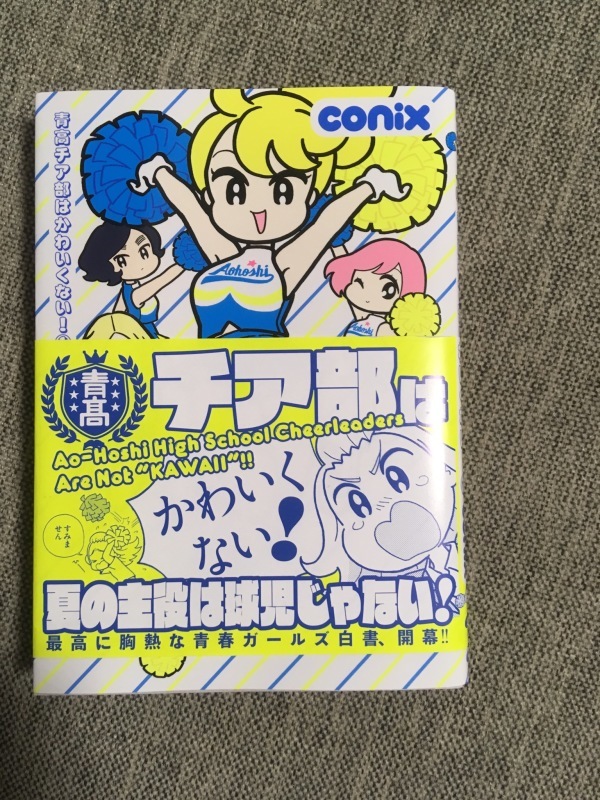 conix
青高チア部はかわいくない!
Aohoshi
Aohoshi
青高
チア部は
Ao-Hoshi High School Cheerleaders
Are Not "KAWAII"!!
かわいく
ない!
すみま
せん
夏の主役は球児じゃない!
最高に胸熱な青春ガールズ白書、開幕!!